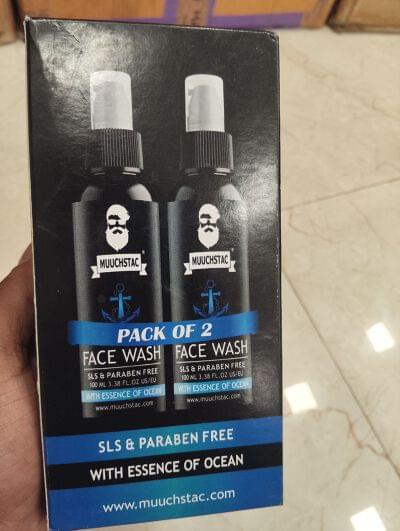 MUUCHSTAC
®
MUUCHSTAC
®
PACK OF 2
FACE WASH
SLS & PARABEN FREE
100 ML 3.38 FL.OZ US/EU
WITH ESSENCE OF OCEAN
www.muuchstac.com
FACE WASH
SLS & PARABEN FREE
100 ML 3.38 FL.OZ US/EU
WITH ESSENCE OF OCEAN
www.muuchstac.com
SLS & PARABEN FREE
WITH ESSENCE OF OCEAN
www.muuchstac.com